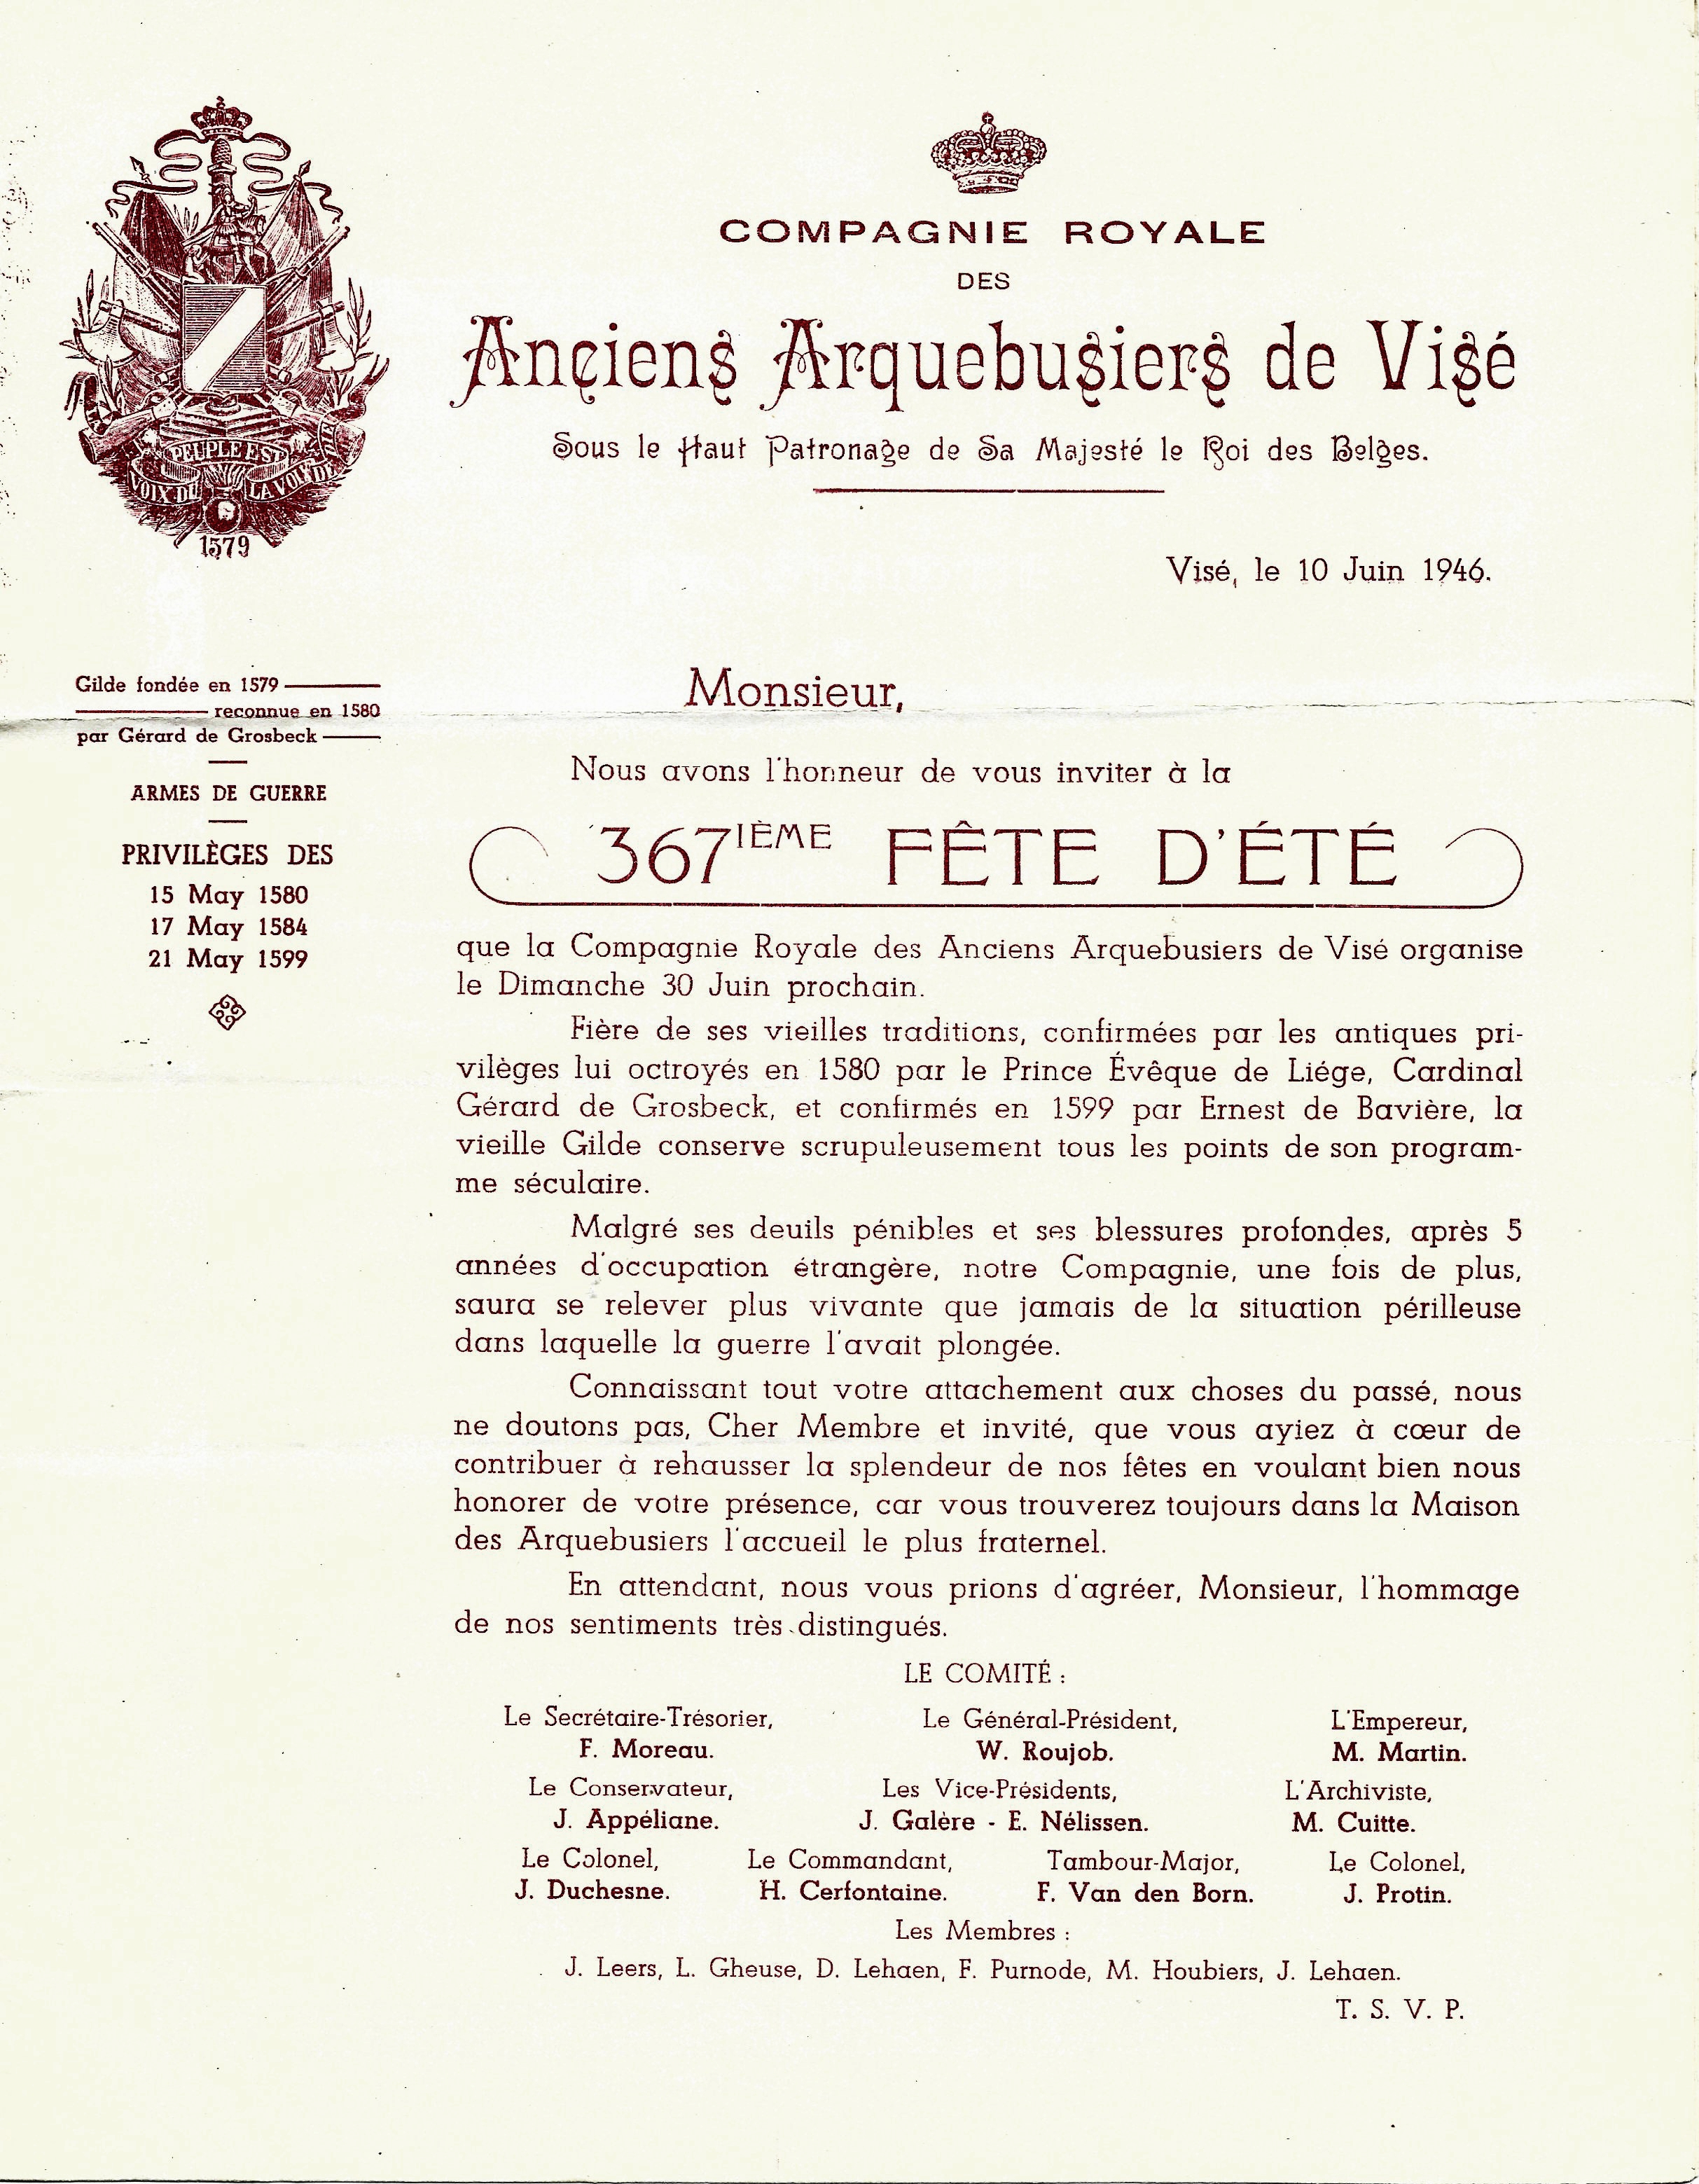 COMPAGNIE ROYALE
DES
Anciens Arquebusiers de Visé
Sous le Haut Patronage de Sa Majesté le Roi des Belges.
PEUPLE EST
VOIX DU LA VOIX DE
1579
Visé, le 10 Juin 1946.
Gilde fondée en 1579
reconnue en 1580
par Gérard de Grosbeck
ARMES DE GUERRE
PRIVILÈGES DES
15 May 1580
17 May 1584
21 May 1599
Monsieur,
Nous avons l'honneur de vous inviter à la
367IÈME FÊTE D'ÉTÉ
que la Compagnie Royale des Anciens Arquebusiers de Visé organise
le Dimanche 30 Juin prochain.
Fière de ses vieilles traditions, confirmées par les antiques pri-
vilèges lui octroyés en 1580 par le Prince Évêque de Liége, Cardinal
Gérard de Grosbeck, et confirmés en 1599 par Ernest de Bavière, la
vieille Gilde conserve scrupuleusement tous les points de son program-
me séculaire.
Malgré ses deuils pénibles et ses blessures profondes, après 5
années d'occupation étrangère, notre Compagnie, une fois de plus,
saura se relever plus vivante que jamais de la situation périlleuse
dans laquelle la guerre l'avait plongée.
Connaissant tout votre attachement aux choses du passé, nous
ne doutons pas, Cher Membre et invité, que vous ayiez à cœur de
contribuer à rehausser la splendeur de nos fêtes en voulant bien nous
honorer de votre présence, car vous trouverez toujours dans la Maison
des Arquebusiers l'accueil le plus fraternel.
En attendant, nous vous prions d'agréer, Monsieur, l'hommage
de nos sentiments très distingués.
LE COMITÉ :
Le Secrétaire-Trésorier, Le Général-Président, L'Empereur,
F. Moreau. W. Roujob. M. Martin.
Le Conservateur, Les Vice-Présidents, L'Archiviste,
J. Appéliane. J. Galère - E. Nélissen. M. Cuitte.
Le Colonel, Le Commandant, Tambour-Major, Le Colonel,
J. Duchesne. H. Cerfontaine. F. Van den Born. J. Protin.
Les Membres :
J. Leers, L. Gheuse, D. Lehaen, F. Purnode, M. Houbiers, J. Lehaen.
T. S. V. P.